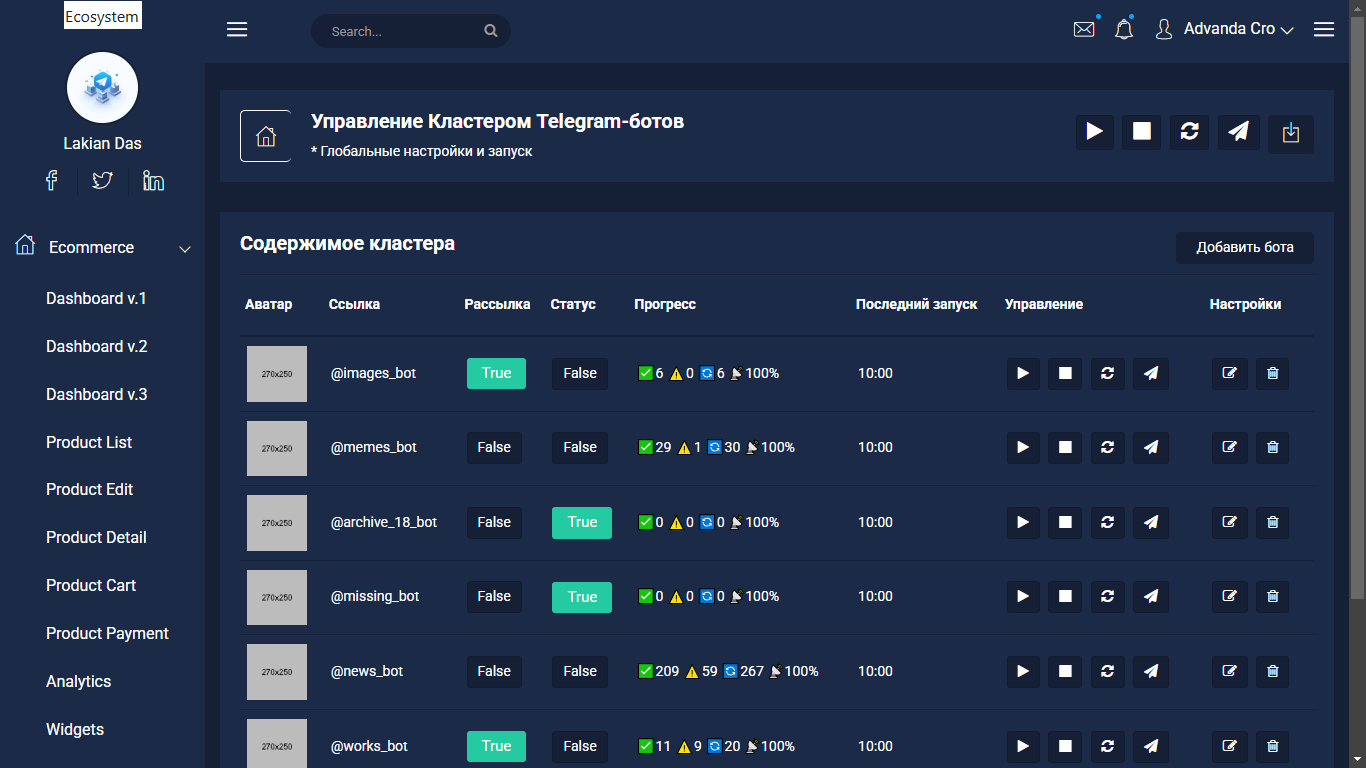 Ecosystem
Search...
Advanda Cro
Lakian Das
Ecommerce
Dashboard v.1
Dashboard v.2
Dashboard v.3
Product List
Product Edit
Product Detail
Product Cart
Product Payment
Analytics
Widgets
Управление Кластером Telegram-ботов
* Глобальные настройки и запуск
Содержимое кластера
Добавить бота
Аватар Ссылка Рассылка Статус Прогресс Последний запуск Управление Настройки
270x250 @images_bot True False ✅ 6 ⚠ 0 🔄 6 📡 100% 10:00
270x250 @memes_bot False False ✅ 29 ⚠ 1 🔄 30 📡 100% 10:00
270x250 @archive_18_bot False True ✅ 0 ⚠ 0 🔄 0 📡 100% 10:00
270x250 @missing_bot False True ✅ 0 ⚠ 0 🔄 0 📡 100% 10:00
270x250 @news_bot False False ✅ 209 ⚠ 59 🔄 267 📡 100% 10:00
270x250 @works_bot True False ✅ 11 ⚠ 9 🔄 20 📡 100% 10:00